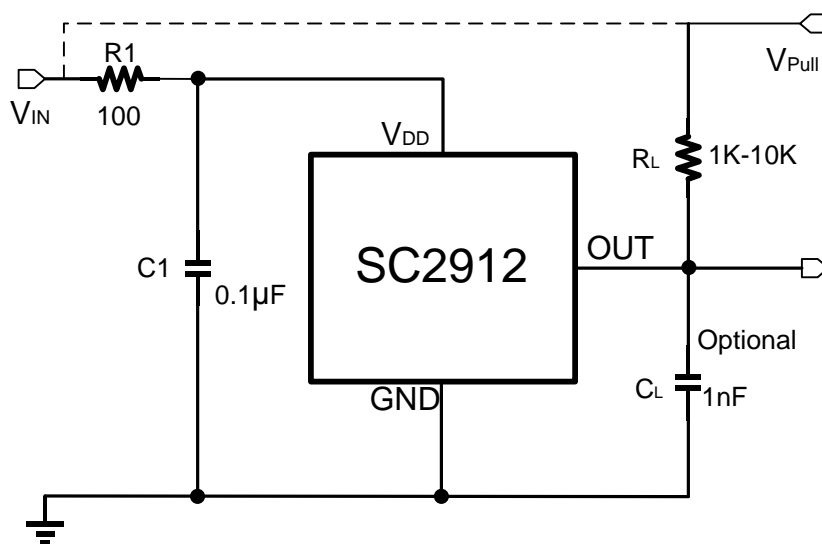 R1
VIN
100
VPull
VDD
RL
1K-10K
SC2912
OUT
C1
0.1µF
Optional
GND
CL
1nF